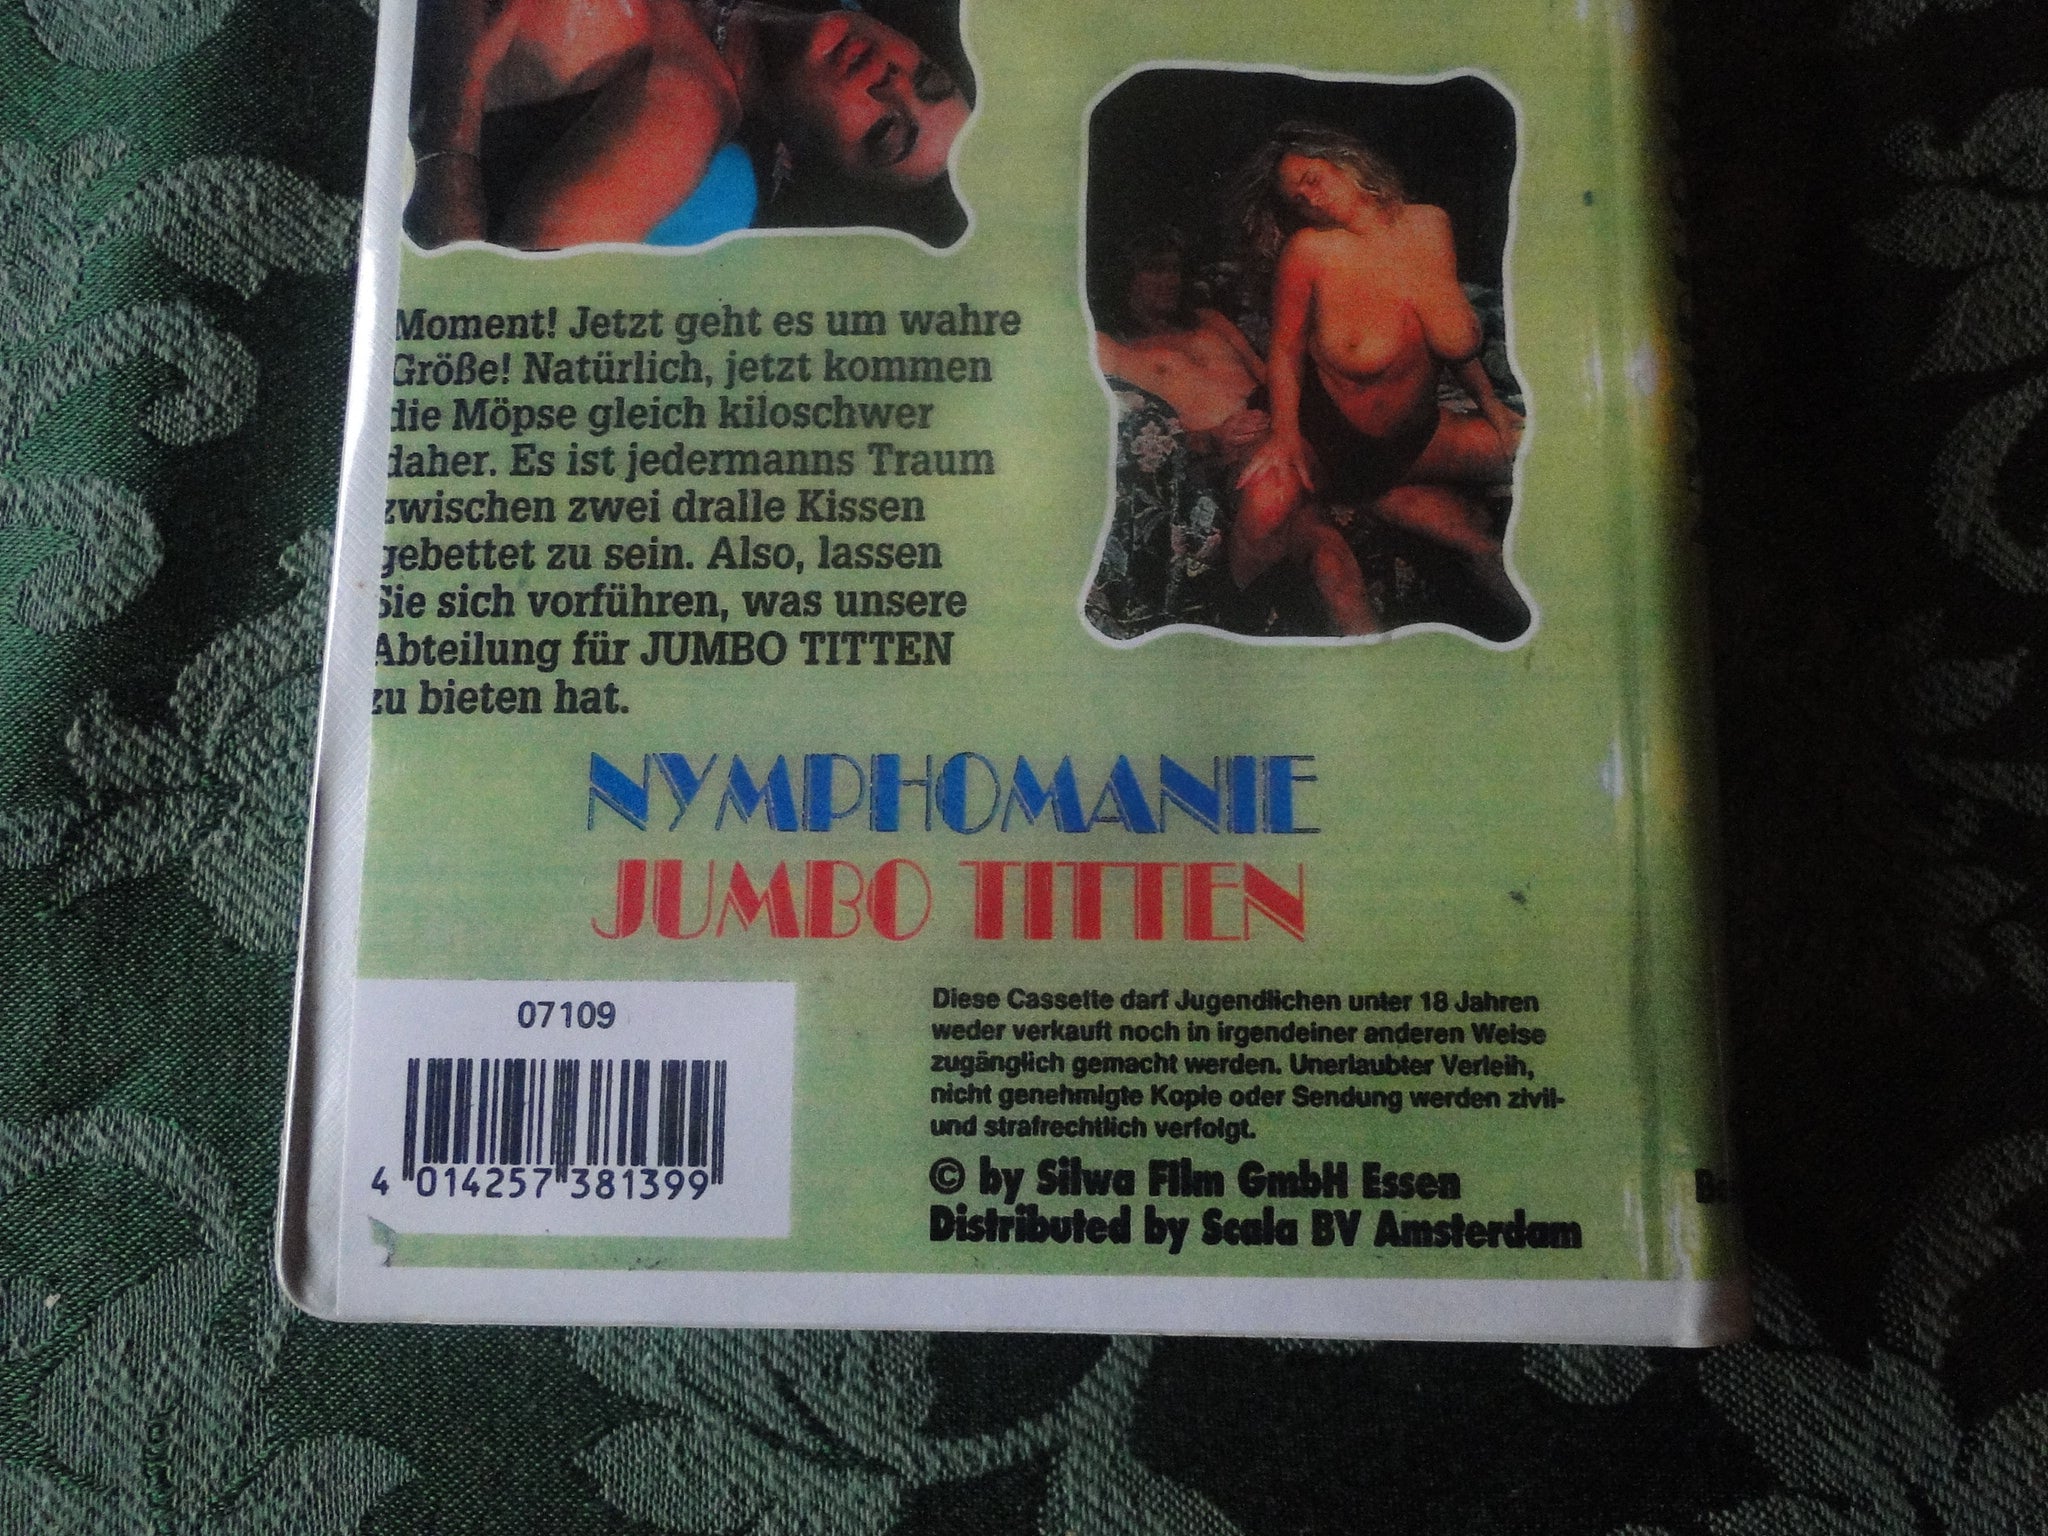 Moment! Jetzt geht es um wahre
Größe! Natürlich, jetzt kommen
die Möpse gleich kiloschwer
daher. Es ist jedermanns Traum
zwischen zwei dralle Kissen
gebettet zu sein. Also, lassen
Sie sich vorführen, was unsere
Abteilung für JUMBO TITTEN
zu bieten hat.
NYMPHOMANIE
JUMBO TITTEN
07109
4 014257 381399
Diese Cassette darf Jugendlichen unter 18 Jahren
weder verkauft noch in irgendeiner anderen Weise
zugänglich gemacht werden. Unerlaubter Verleih,
nicht genehmigte Kopie oder Sendung werden zivil-
und strafrechtlich verfolgt.
© by Silwa Film GmbH Essen
Distributed by Scala BV Amsterdam